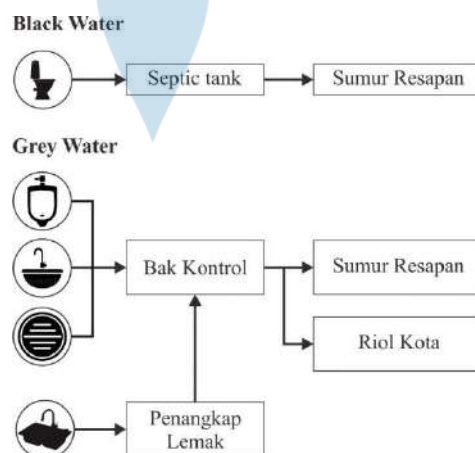 Black Water
Septic tank
Sumur Resapan
Grey Water
Bak Kontrol
Sumur Resapan
Riol Kota
Penangkap
Lemak